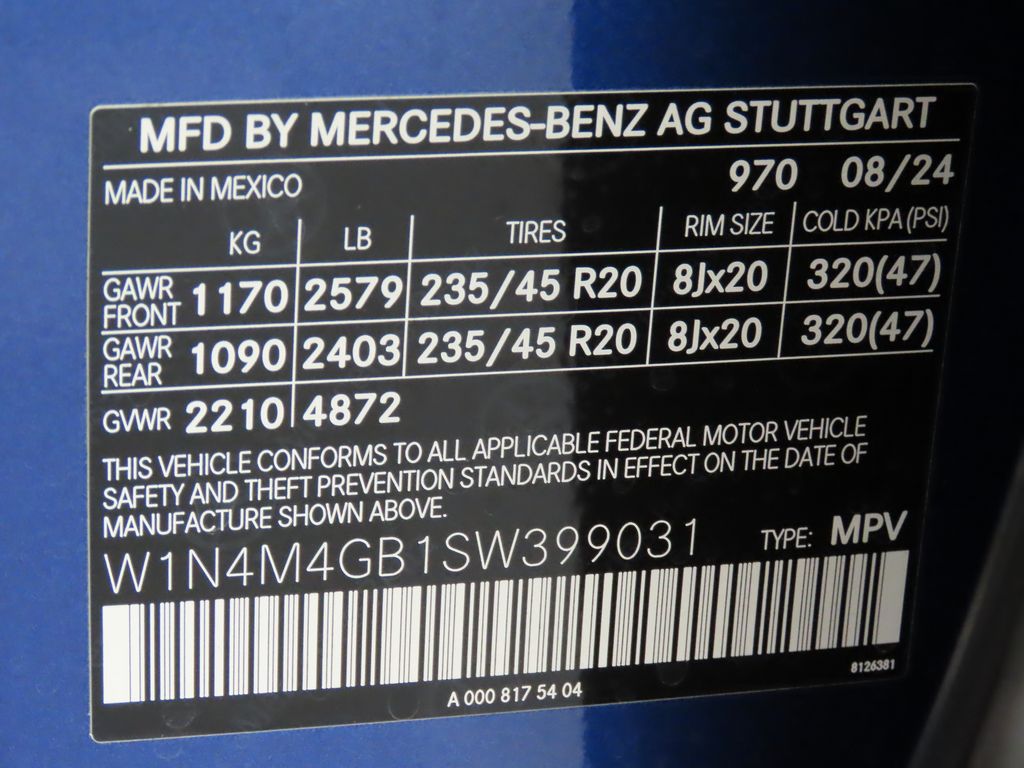 MFD BY MERCEDES-BENZ AG STUTTGART
MADE IN MEXICO 970 08/24
KG LB TIRES RIM SIZE COLD KPA (PSI)
GAWR FRONT 1170 2579 235/45 R20 8Jx20 320(47)
GAWR REAR 1090 2403 235/45 R20 8Jx20 320(47)
GVWR 2210 4872
THIS VEHICLE CONFORMS TO ALL APPLICABLE FEDERAL MOTOR VEHICLE
SAFETY AND THEFT PREVENTION STANDARDS IN EFFECT ON THE DATE OF
MANUFACTURE SHOWN ABOVE.
W1N4M4GB1SW399031 TYPE: MPV
8126381
A 000 817 54 04